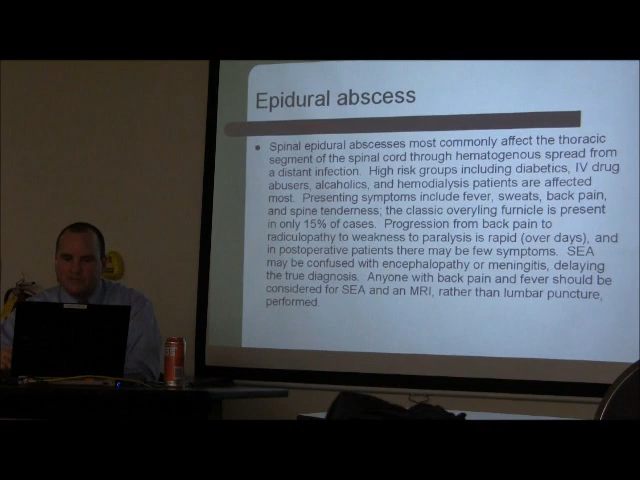 Epidural abscess
• Spinal epidural abscesses most commonly affect the thoracic
segment of the spinal cord through hematogenous spread from
a distant infection. High risk groups including diabetics, IV drug
abusers, alcaholics, and hemodialysis patients are affected
most. Presenting symptoms include fever, sweats, back pain,
and spine tenderness; the classic overyling furnicle is present
in only 15% of cases. Progression from back pain to
radiculopathy to weakness to paralysis is rapid (over days), and
in postoperative patients there may be few symptoms. SEA
may be confused with encephalopathy or meningitis, delaying
the true diagnosis. Anyone with back pain and fever should be
considered for SEA and an MRI, rather than lumbar puncture,
performed.